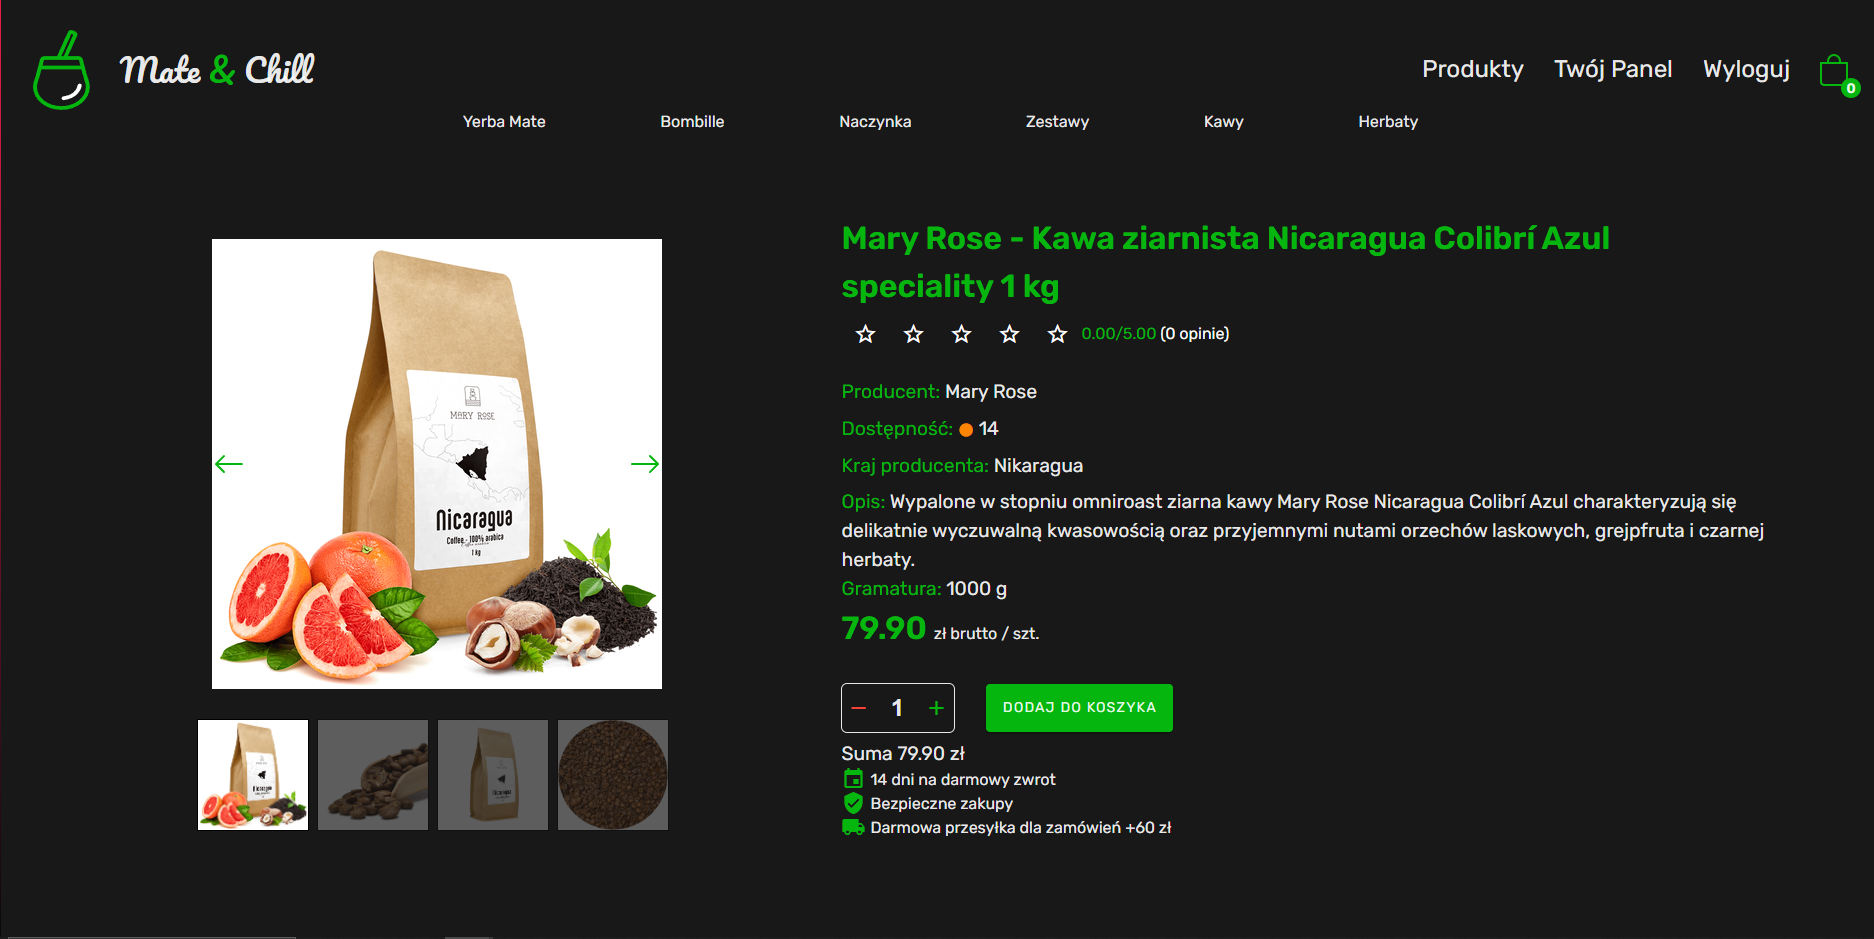 Mate & Chill
Produkty Twój Panel Wyloguj
0
Yerba Mate Bombille Naczynka Zestawy Kawy Herbaty
MARY ROSE
Nicaragua
Coffee - 100% arabica
1 kg
Nicaragua
Nicaragua
Mary Rose - Kawa ziarnista Nicaragua Colibrí Azul
speciality 1 kg
0.00/5.00 (0 opinie)
Producent: Mary Rose
Dostępność: 14
Kraj producenta: Nikaragua
Opis: Wypalone w stopniu omniroast ziarna kawy Mary Rose Nicaragua Colibrí Azul charakteryzują się
delikatnie wyczuwalną kwasowością oraz przyjemnymi nutami orzechów laskowych, grejpfruta i czarnej
herbaty.
Gramatura: 1000 g
79.90 zł brutto / szt.
− 1 +
DODAJ DO KOSZYKA
Suma 79.90 zł
14 dni na darmowy zwrot
Bezpieczne zakupy
Darmowa przesyłka dla zamówień +60 zł